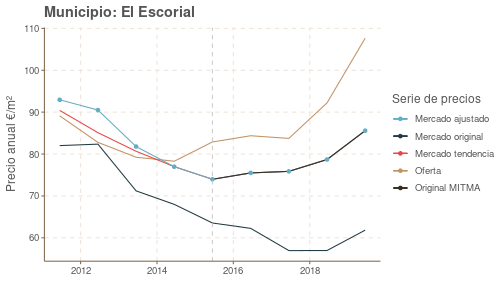 Municipio: El Escorial
Precio anual €/m²
110
100
90
80
70
60
2012
2014
2016
2018
Serie de precios
Mercado ajustado
Mercado original
Mercado tendencia
Oferta
Original MITMA